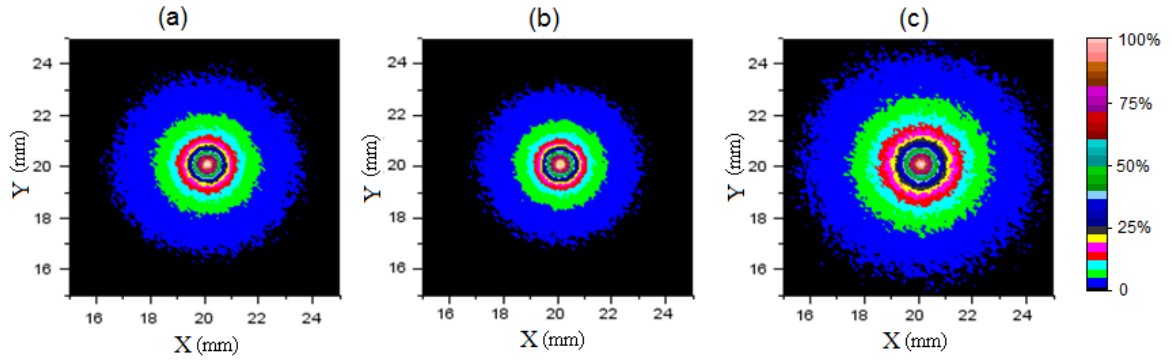 (a) (b) (c)
24 24 24 100%
22 22 22 75%
Y (mm) 20 Y (mm) 20 Y (mm) 20 50%
18 18 18 25%
16 16 16 0
16 18 20 22 24 16 18 20 22 24 16 18 20 22 24
X (mm) X (mm) X (mm)